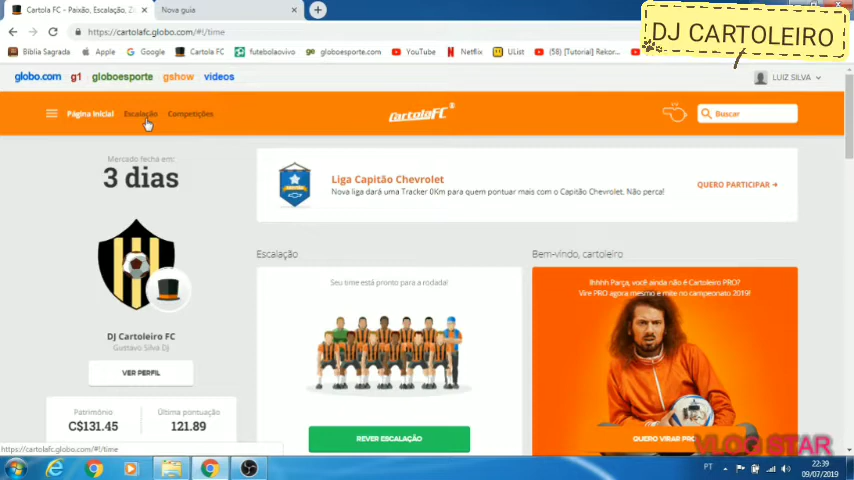 Cartola FC - Paixão, Escalação, Z
Nova guia
https://cartolafc.globo.com/#!/time
Bíblia Sagrada
Apple
Google
Cartola FC
futebolaovivo
globoesporte.com
YouTube
Netflix
UList
(58) [Tutorial] Rekor...
DJ CARTOLEIRO
globo.com
g1
globoesporte
gshow
videos
LUIZ SILVA
Página Inicial
Escalação
Competições
CartolaFC
Buscar
Mercado fecha em:
3 dias
Liga Capitão Chevrolet
Nova liga dará uma Tracker 0Km para quem pontuar mais com o Capitão Chevrolet. Não perca!
QUERO PARTICIPAR
DJ Cartoleiro FC
Gustavo Silva DJ
VER PERFIL
Patrimônio
C$131.45
Última pontuação
121.89
Escalação
Seu time está pronto para a rodada!
REVER ESCALAÇÃO
Bem-vindo, cartoleiro
Ihhhh Parça, você ainda não é Cartoleiro PRO?
Vire PRO agora mesmo e mite no campeonato 2019!
QUERO VIRAR PRO
VLOG STAR
https://cartolafc.globo.com/#!/time
PT
22:39
09/07/2019